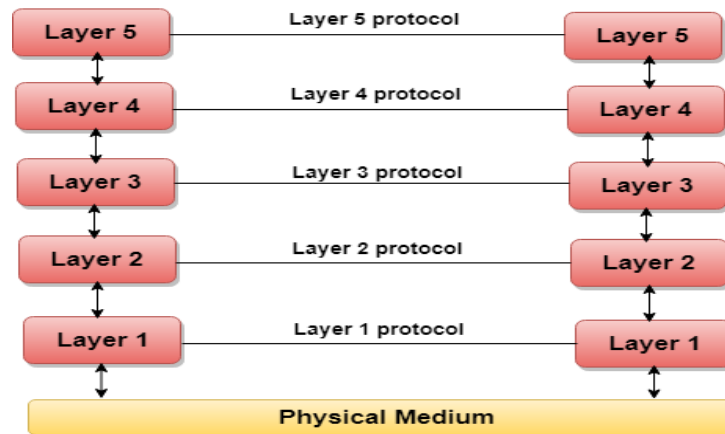 Layer 5 protocol
Layer 5
Layer 5
Layer 4 protocol
Layer 4
Layer 4
Layer 3 protocol
Layer 3
Layer 3
Layer 2 protocol
Layer 2
Layer 2
Layer 1 protocol
Layer 1
Layer 1
Physical Medium